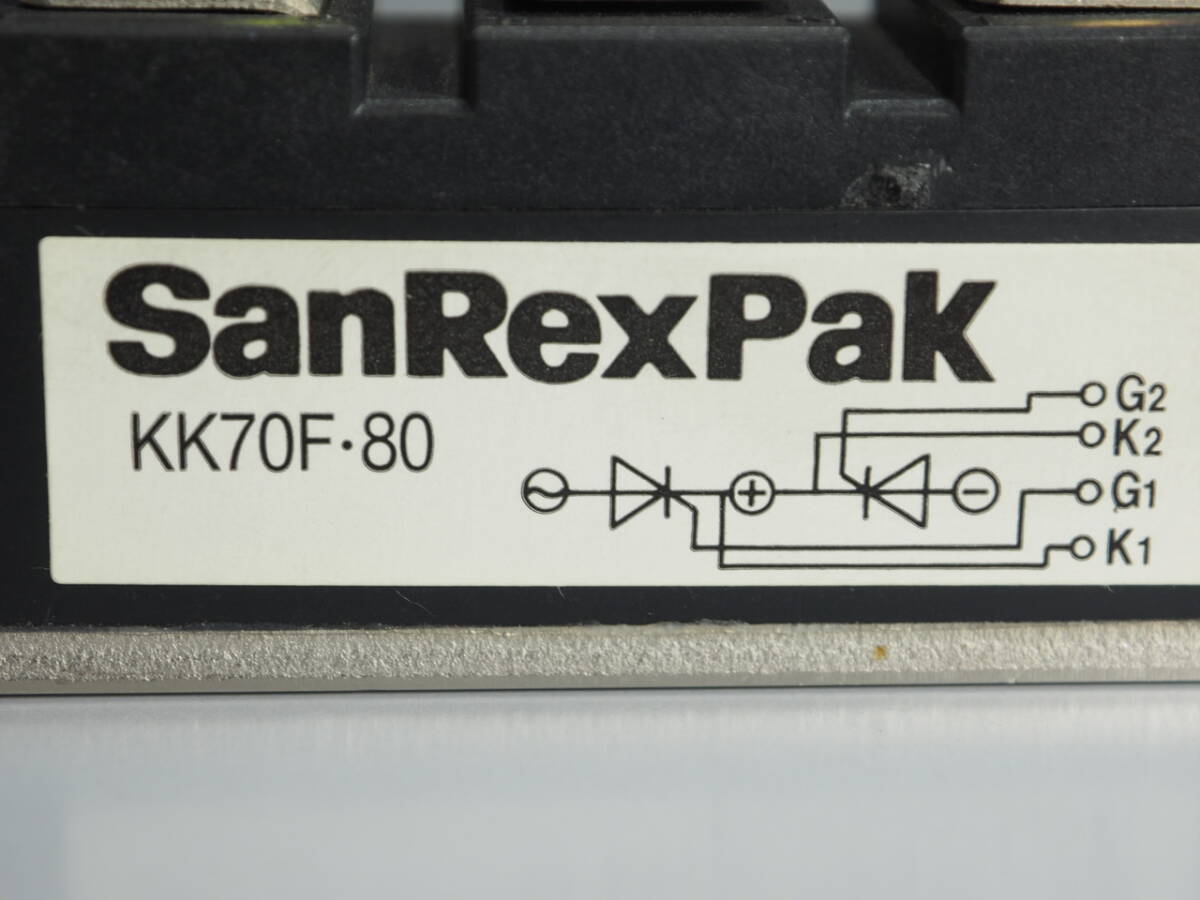 SanRexPak
KK70F·80
G2
K2
G1
K1